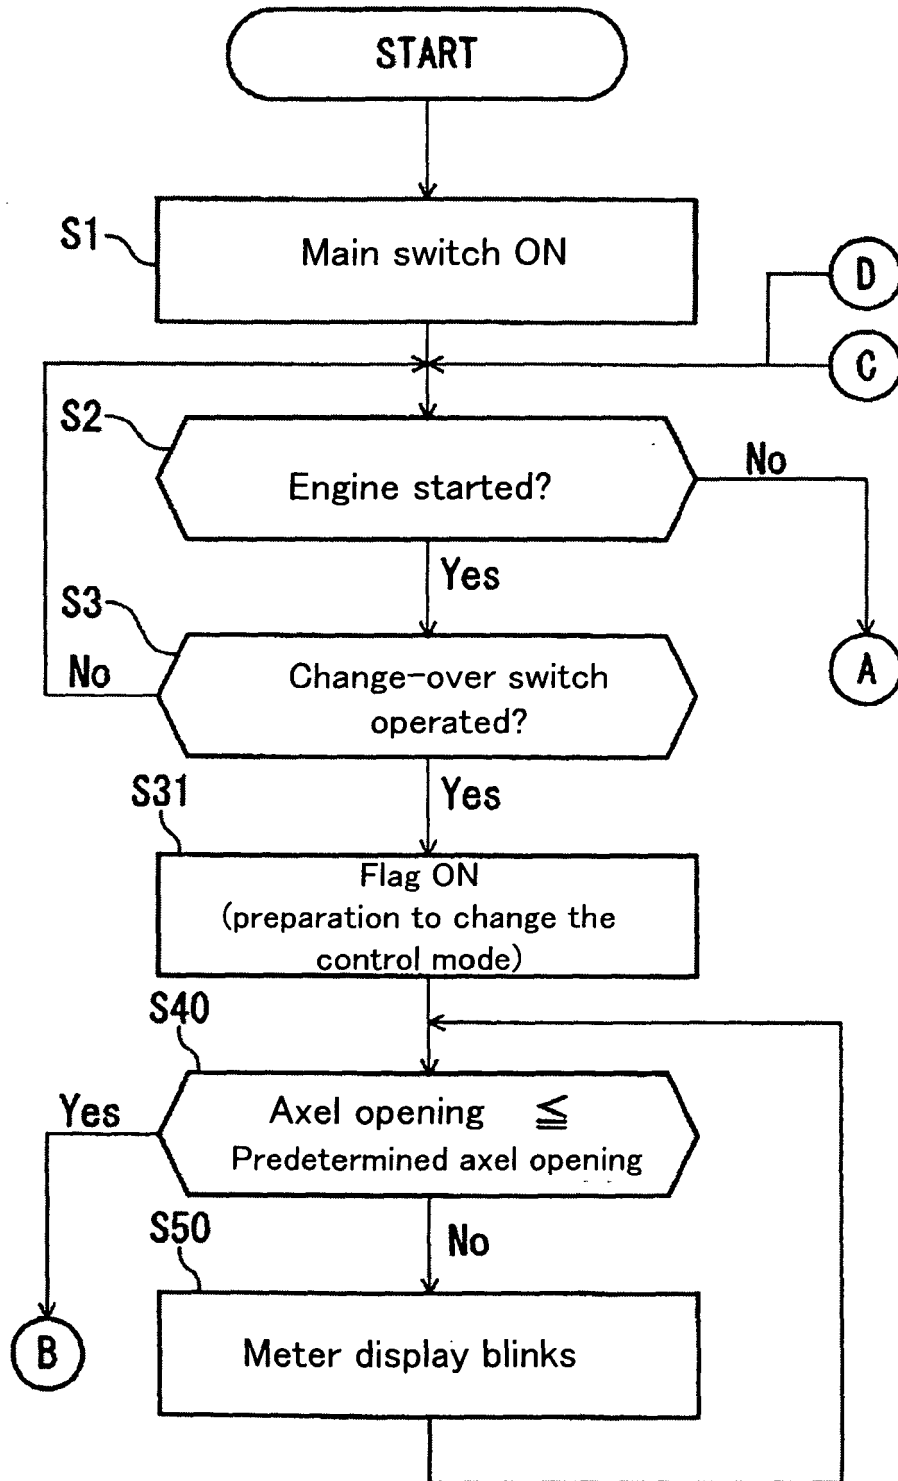 START
S1
Main switch ON
D
C
S2
Engine started?
No
Yes
S3
Change-over switch
operated?
No
A
Yes
S31
Flag ON
(preparation to change the
control mode)
S40
Axel opening ≦
Predetermined axel opening
Yes
No
S50
B
Meter display blinks